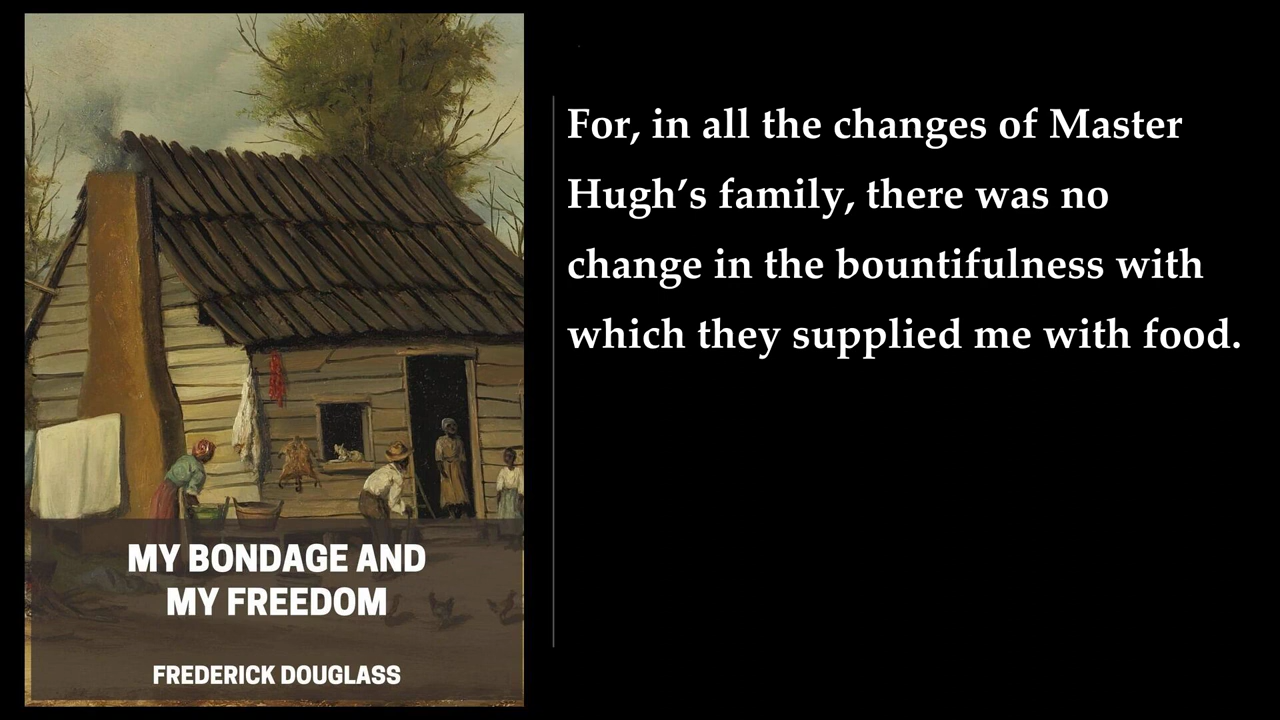 For, in all the changes of Master
Hugh’s family, there was no
change in the bountifulness with
which they supplied me with food.
MY BONDAGE AND
MY FREEDOM
FREDERICK DOUGLASS